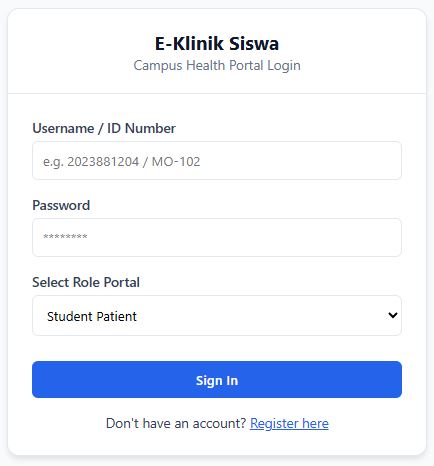 E-Klinik Siswa
Campus Health Portal Login
Username / ID Number
e.g. 2023881204 / MO-102
Password
********
Select Role Portal
Student Patient
Sign In
Don't have an account? Register here